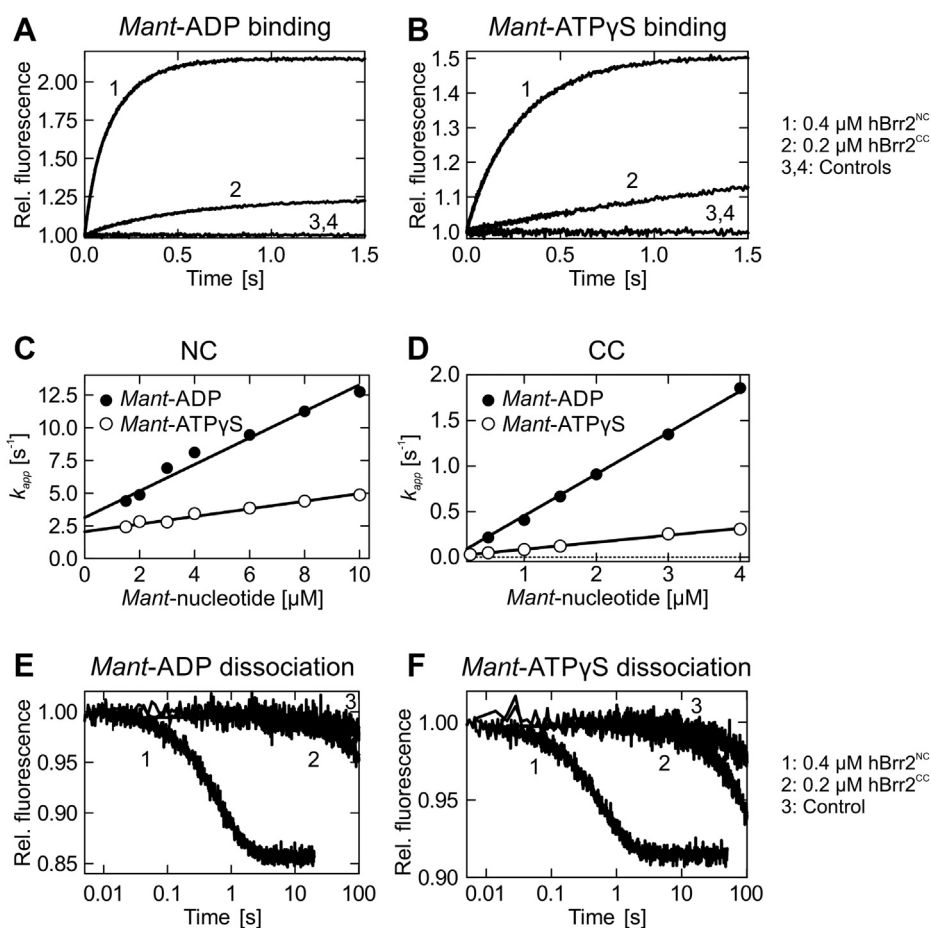 A Mant-ADP binding
Rel. fluorescence
2.00
1.75
1.50
1.25
1.00
1
2
3,4
0.0 0.5 1.0 1.5
Time [s]
B Mant-ATPγS binding
Rel. fluorescence
1.5
1.4
1.3
1.2
1.1
1.0
1
2
3,4
0.0 0.5 1.0 1.5
Time [s]
1: 0.4 µM hBrr2NC
2: 0.2 µM hBrr2CC
3,4: Controls
C NC
kapp [s-1]
12.5
10.0
7.5
5.0
2.5
0.0
Mant-ADP
Mant-ATPγS
0 2 4 6 8 10
Mant-nucleotide [µM]
D CC
kapp [s-1]
2.0
1.5
1.0
0.5
0.0
Mant-ADP
Mant-ATPγS
1 2 3 4
Mant-nucleotide [µM]
E Mant-ADP dissociation
Rel. fluorescence
1.00
0.95
0.90
0.85
1
2
3
0.01 0.1 1 10 100
Time [s]
F Mant-ATPγS dissociation
Rel. fluorescence
1.00
0.95
0.90
1
2
3
0.01 0.1 1 10 100
Time [s]
1: 0.4 µM hBrr2NC
2: 0.2 µM hBrr2CC
3: Control